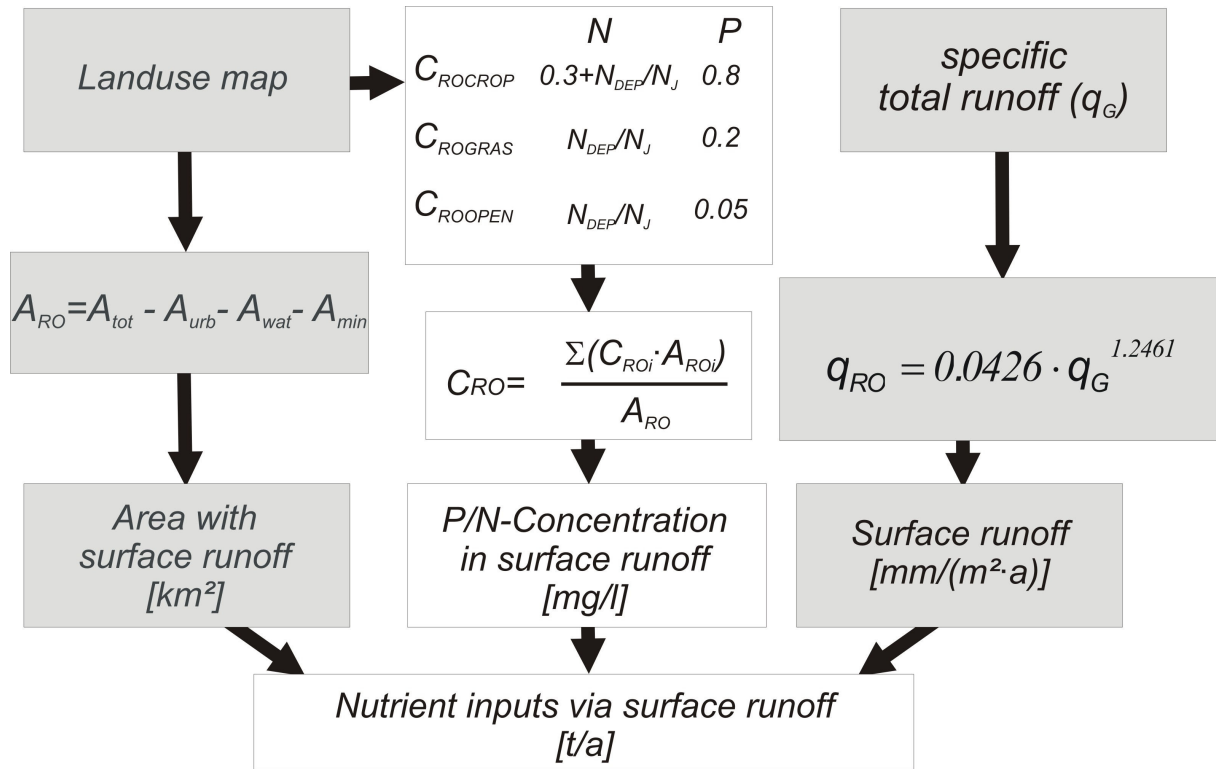 Landuse map
N P
C_ROCROP 0.3+N_DEP/N_J 0.8
C_ROGRAS N_DEP/N_J 0.2
C_ROOPEN N_DEP/N_J 0.05
specific
total runoff (q_G)
A_RO=A_tot - A_urb- A_wat- A_min
C_RO= Σ(C_ROi·A_ROi)
A_RO
q_RO = 0.0426 · q_G^1.2461
Area with
surface runoff
[km²]
P/N-Concentration
in surface runoff
[mg/l]
Surface runoff
[mm/(m²·a)]
Nutrient inputs via surface runoff
[t/a]